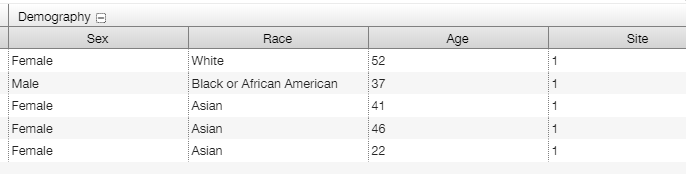 Demography
Sex Race Age Site
Female White 52 1
Male Black or African American 37 1
Female Asian 41 1
Female Asian 46 1
Female Asian 22 1